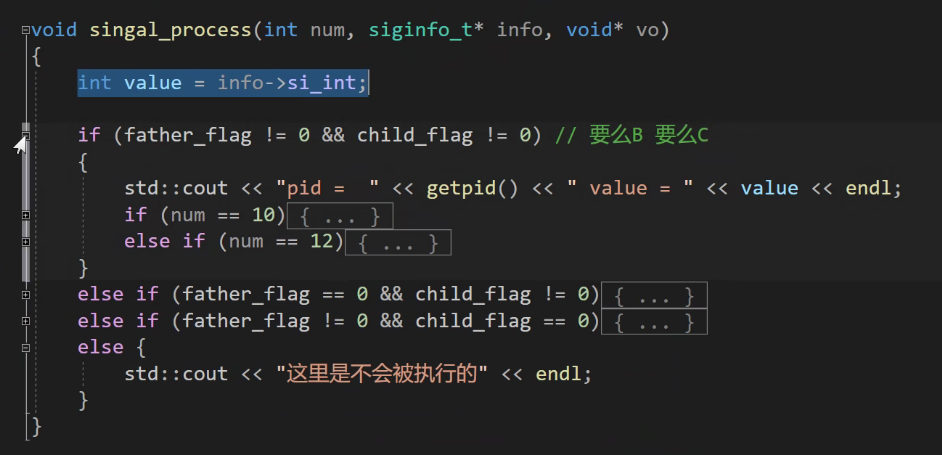 void singal_process(int num, siginfo_t* info, void* vo)
{
int value = info->si_int;
if (father_flag != 0 && child_flag != 0) // 要么B 要么C
{
std::cout << "pid =  " << getpid() << " value = " << value << endl;
if (num == 10){ ... }
else if (num == 12){ ... }
}
else if (father_flag == 0 && child_flag != 0){ ... }
else if (father_flag != 0 && child_flag == 0){ ... }
else {
std::cout << "这里是不会被执行的" << endl;
}
}